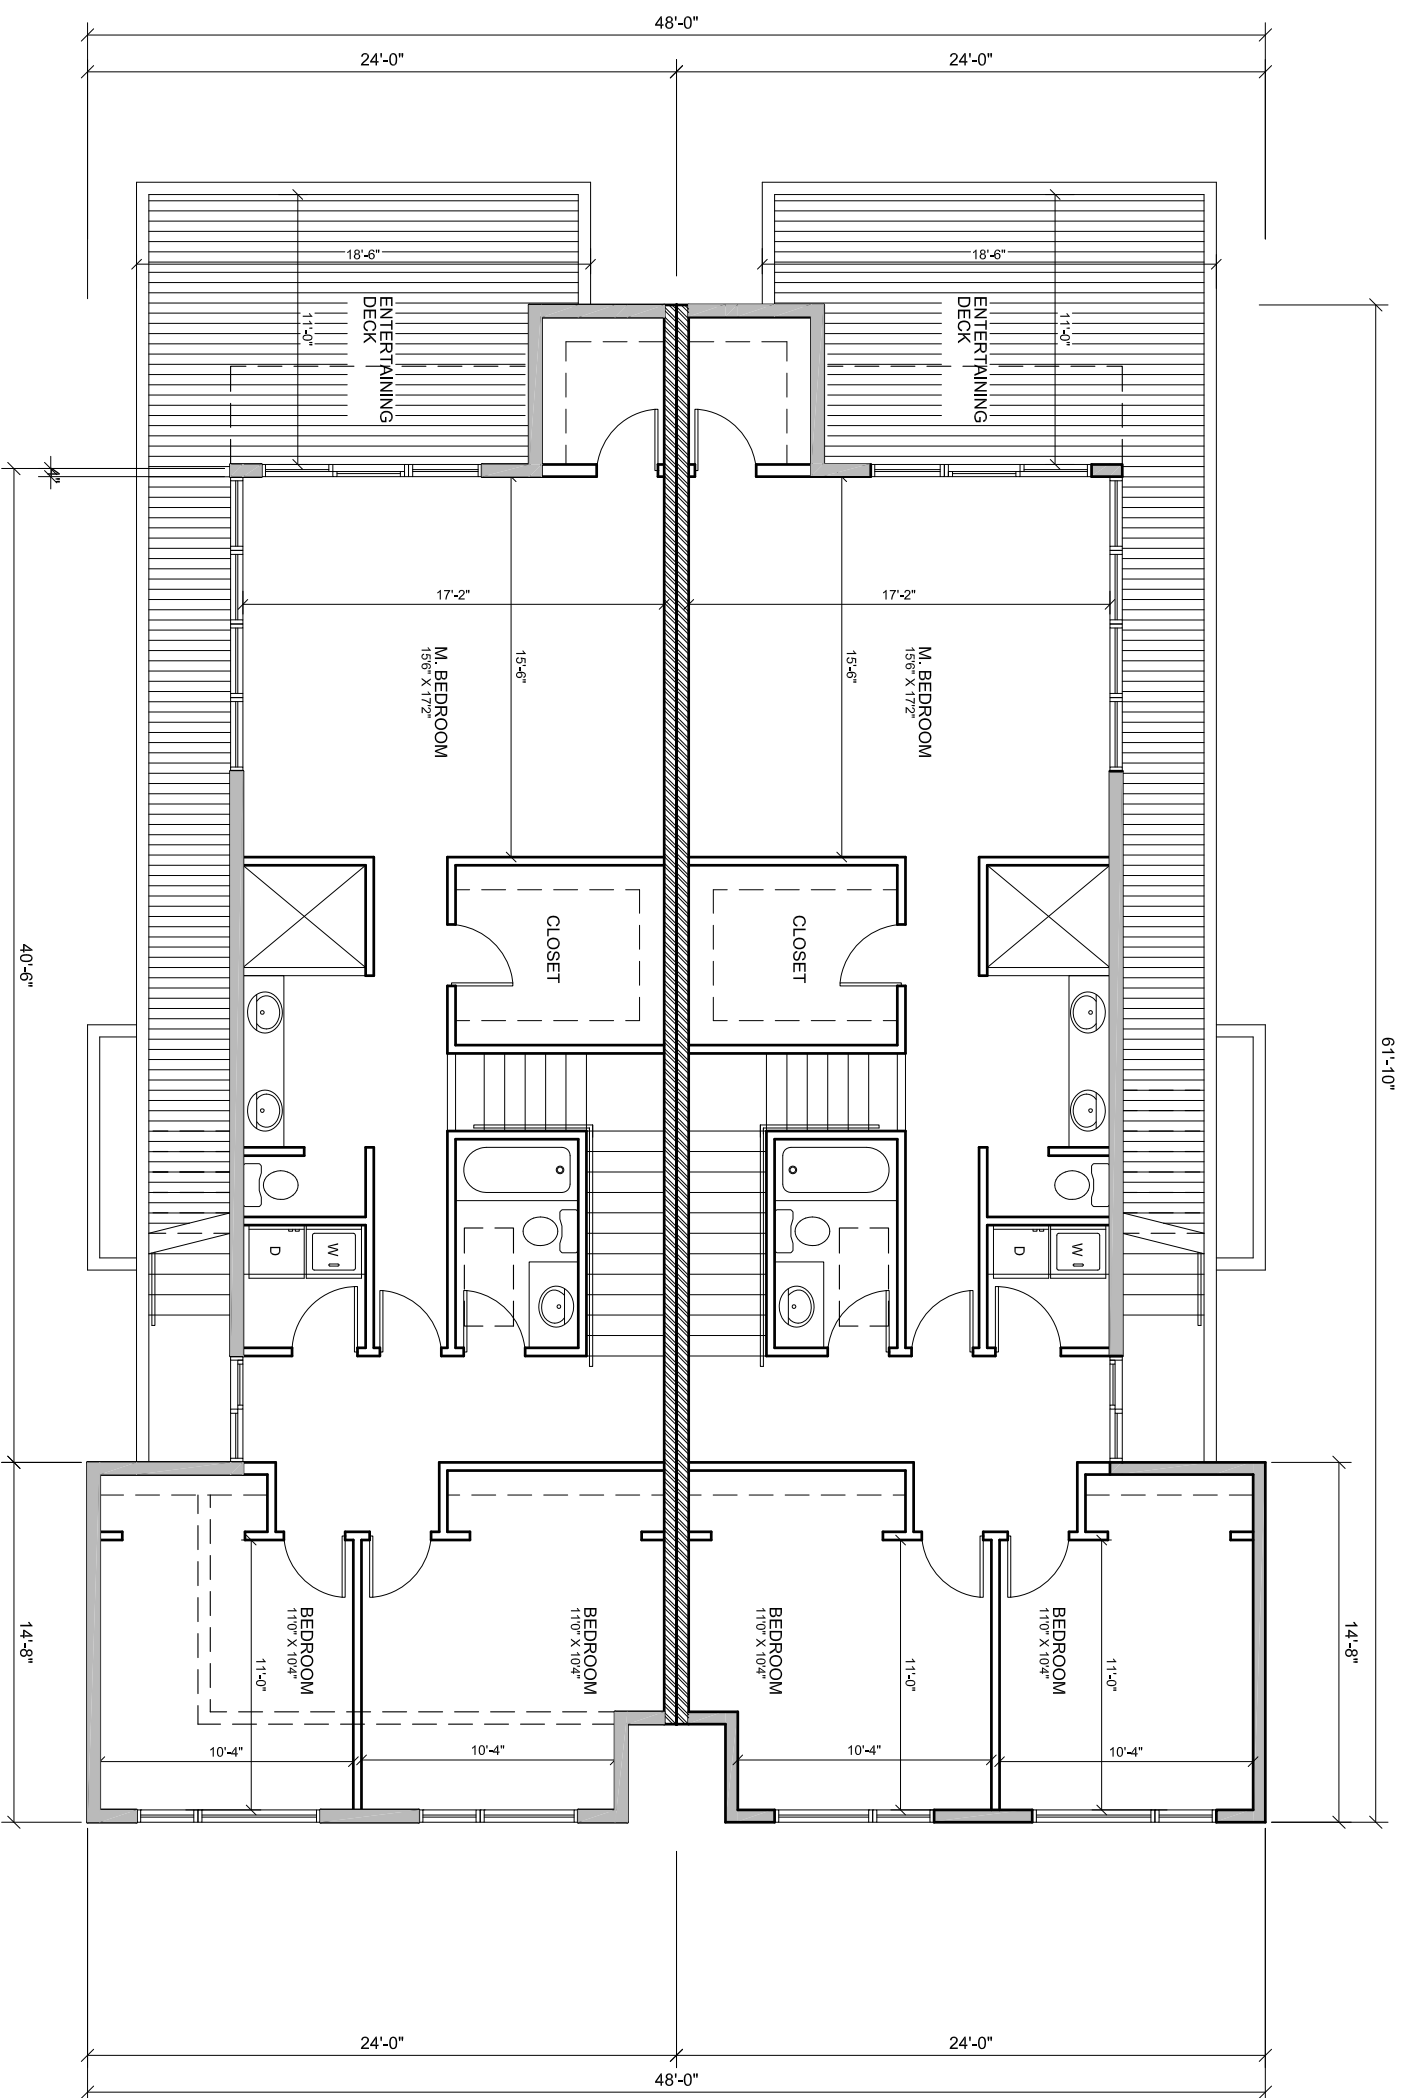 48'-0"
24'-0"
24'-0"
18'-6"
18'-6"
ENTERTAINING
DECK
11'-0"
ENTERTAINING
DECK
11'-0"
4"
17'-2"
17'-2"
M. BEDROOM
15'6" X 17'2"
15'-6"
15'-6"
M. BEDROOM
15'6" X 17'2"
CLOSET
CLOSET
40'-6"
61'-10"
D
W
D
W
BEDROOM
11'0" X 10'4"
11'-0"
BEDROOM
11'0" X 10'4"
BEDROOM
11'0" X 10'4"
11'-0"
BEDROOM
11'0" X 10'4"
11'-0"
14'-8"
14'-8"
10'-4"
10'-4"
10'-4"
10'-4"
24'-0"
24'-0"
48'-0"